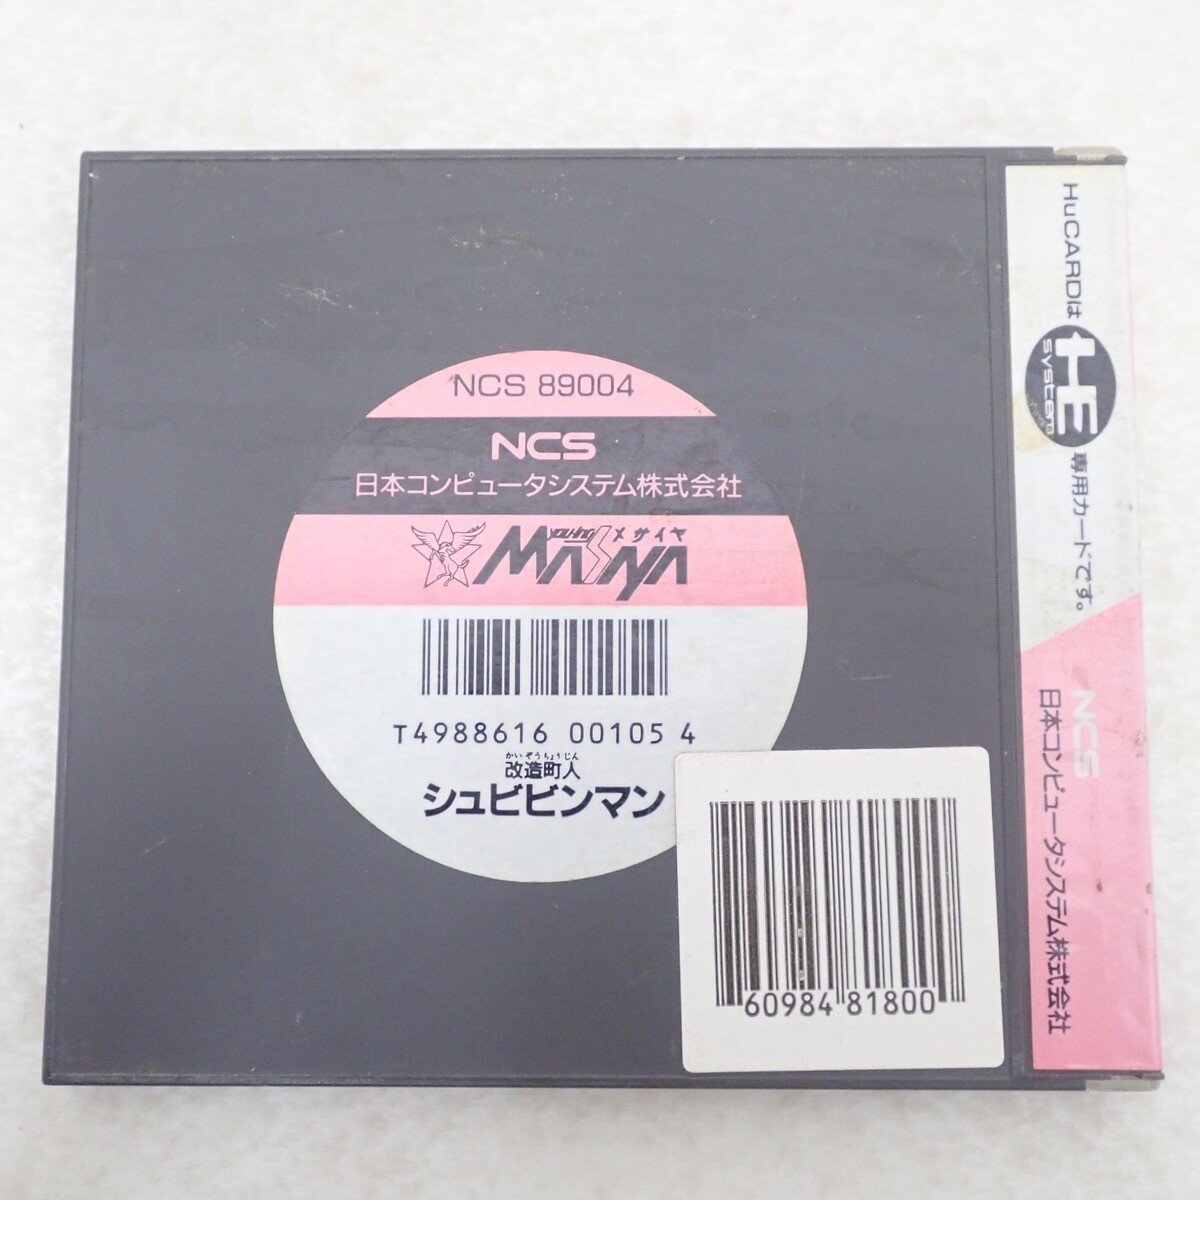 NCS 89004
NCS
日本コンピュータシステム株式会社
young メサイヤ
MASAYA
T4988616 00105 4
かいぞうちょうじん
改造町人
シュビビンマン
60984 81800
HuCARDは
HE
system
専用カードです。
NCS
日本コンピュータシステム株式会社